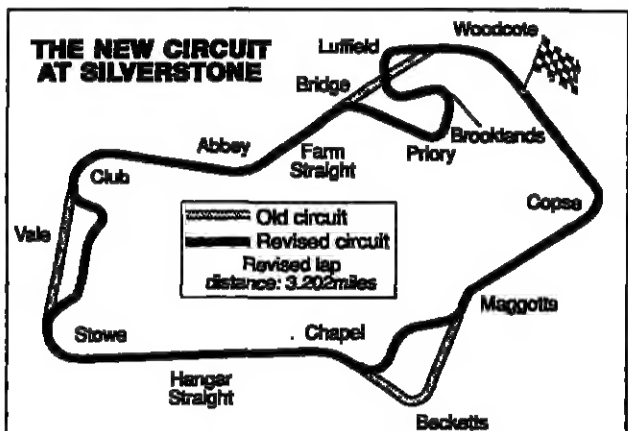 THE NEW CIRCUIT
AT SILVERSTONE
Woodcote
Luffield
Bridge
Brooklands
Priory
Abbey
Farm
Straight
Club
Copse
Vale
Old circuit
Revised circuit
Revised lap
distance: 3.202miles
Maggotts
Stowe
Chapel
Hangar
Straight
Becketts